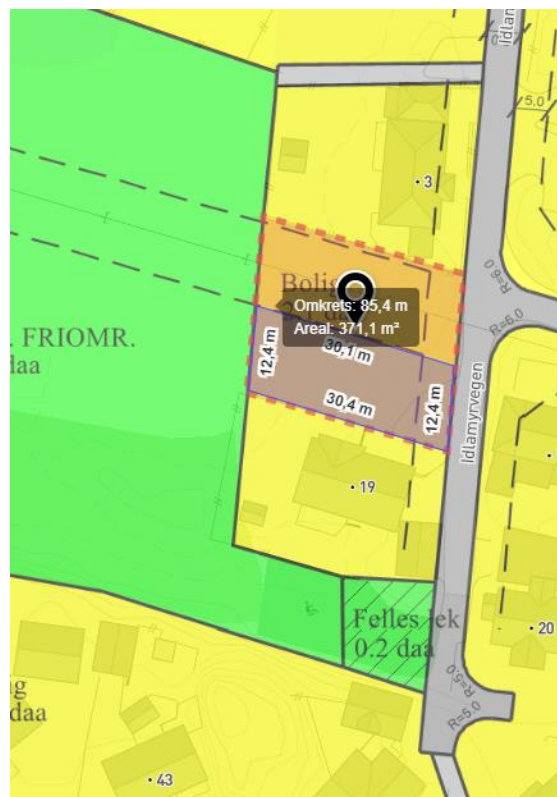 Idlam
5,0
3
R=6.0
Bolig
Omkrets: 85,4 m
Areal: 371,1 m²
R=6.0
30,1 m
12,4 m
. FRIOMR.
daa
30,4 m
12,4 m
Idlamyrvegen
19
Felles lek
0.2 daa
20
R=5.0
g
daa
R=5.0
43